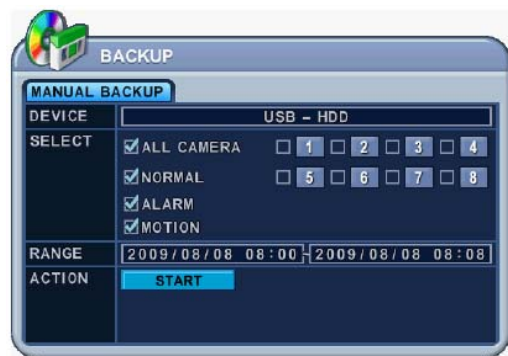 BACKUP
MANUAL BACKUP
DEVICE USB – HDD
SELECT ALL CAMERA 1 2 3 4
NORMAL 5 6 7 8
ALARM
MOTION
RANGE 2009/08/08 08:00 - 2009/08/08 08:08
ACTION START